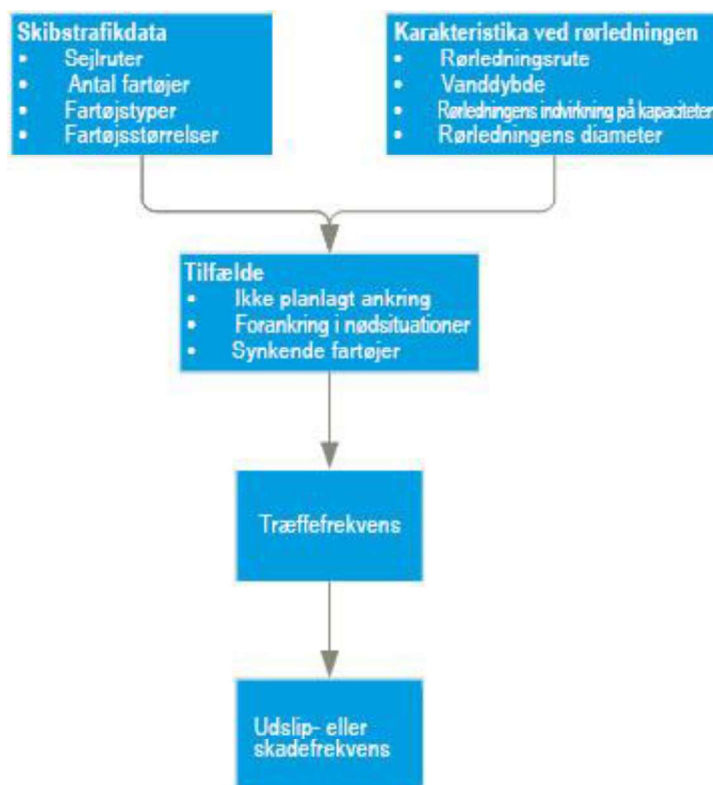 Skibstrafikdata
• Sejlruter
• Antal fartøjer
• Fartøjstyper
• Fartøjsstørrelser
Karakteristika ved rørledningen
• Rørledningsrute
• Vanddybde
• Rørledningens indvirkning på kapaciteter
• Rørledningens diameter
Tilfælde
• Ikke planlagt ankring
• Forankring i nødsituationer
• Synkende fartøjer
Træffefrekvens
Udslip- eller
skadefrekvens